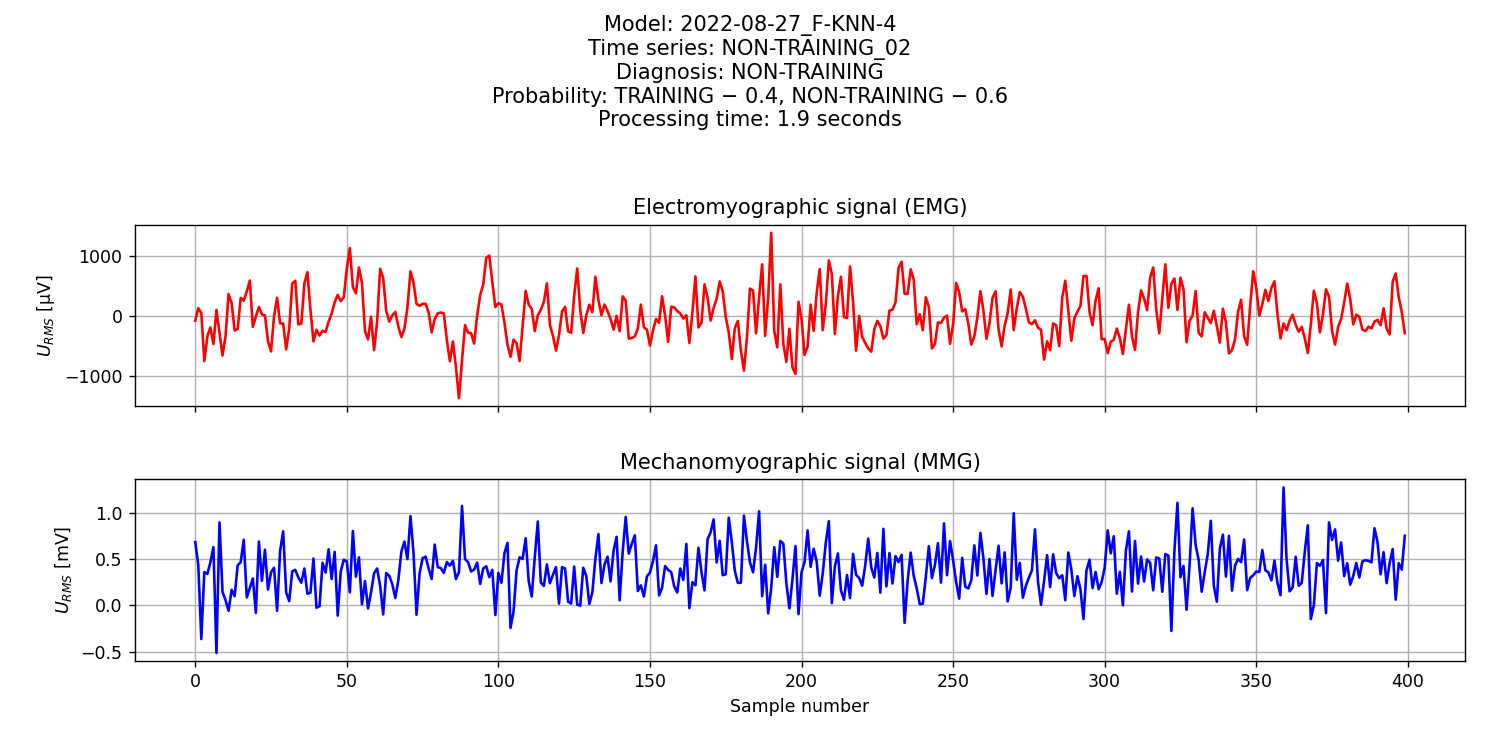 Model: 2022-08-27_F-KNN-4
Time series: NON-TRAINING_02
Diagnosis: NON-TRAINING
Probability: TRAINING − 0.4, NON-TRAINING − 0.6
Processing time: 1.9 seconds
Electromyographic signal (EMG)
U_RMS [µV]
1000
0
−1000
Mechanomyographic signal (MMG)
U_RMS [mV]
1.0
0.5
0.0
−0.5
0 50 100 150 200 250 300 350 400
Sample number